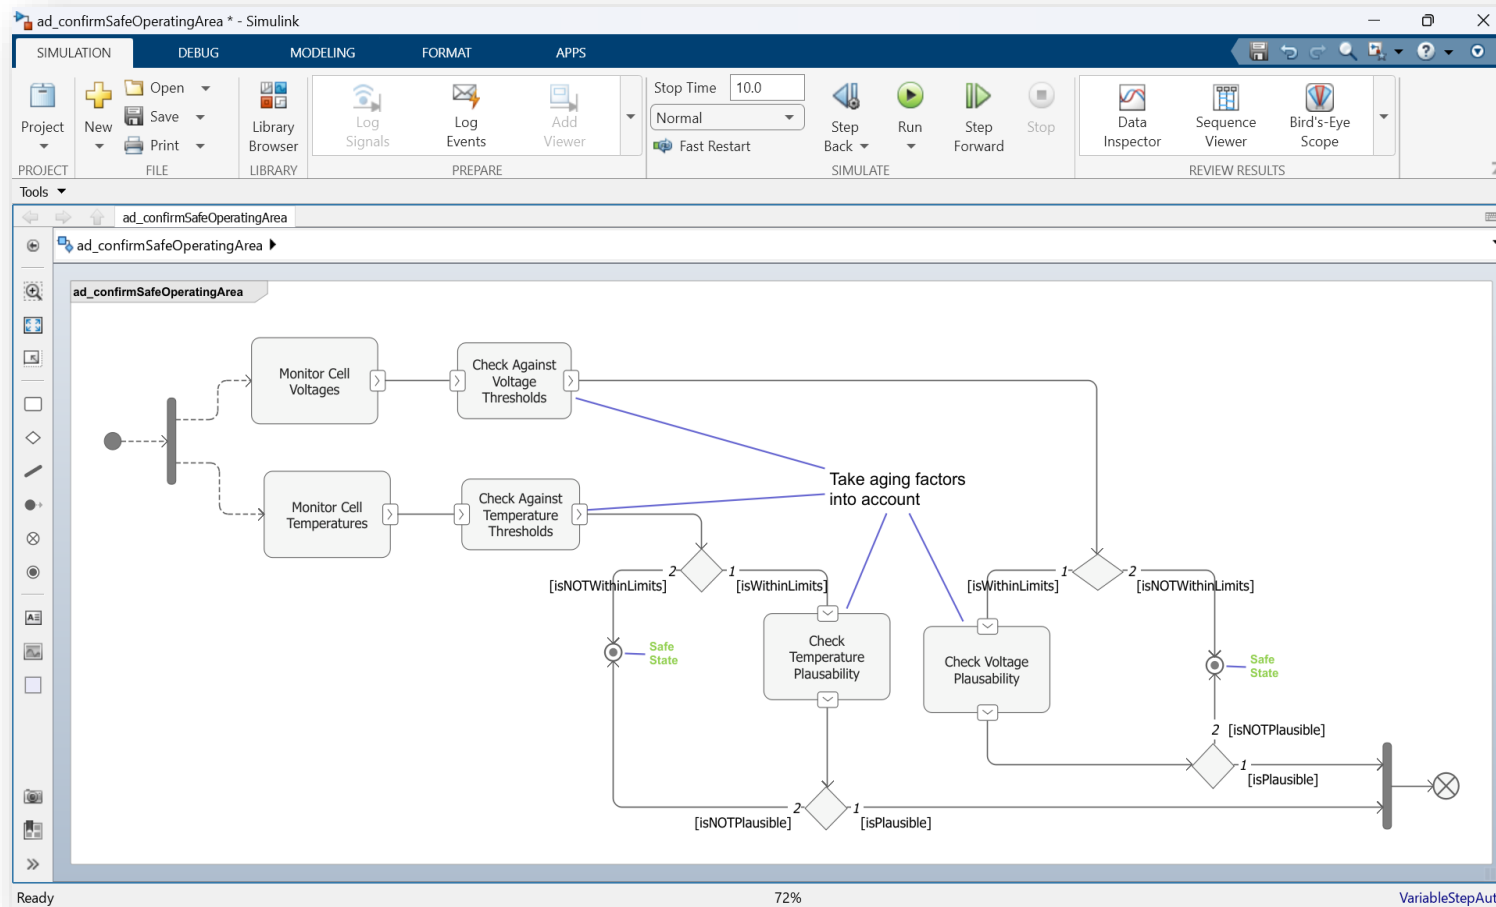 ad_confirmSafeOperatingArea * - Simulink
SIMULATION DEBUG MODELING FORMAT APPS
Project
New
Open
Save
Print
Library
Browser
Log
Signals
Log
Events
Add
Viewer
Stop Time 10.0
Normal
Fast Restart
Step
Back
Run
Step
Forward
Stop
Data
Inspector
Sequence
Viewer
Bird's-Eye
Scope
PROJECT FILE LIBRARY PREPARE SIMULATE REVIEW RESULTS
Tools
ad_confirmSafeOperatingArea
ad_confirmSafeOperatingArea
ad_confirmSafeOperatingArea
Monitor Cell
Voltages
Check Against
Voltage
Thresholds
Monitor Cell
Temperatures
Check Against
Temperature
Thresholds
Take aging factors
into account
2
1
[isNOTWithinLimits]
[isWithinLimits]
1
2
[isWithinLimits]
[isNOTWithinLimits]
Safe
State
Check
Temperature
Plausability
Check Voltage
Plausability
Safe
State
2 [isNOTPlausible]
1
[isPlausible]
2
1
[isNOTPlausible]
[isPlausible]
Ready 72% VariableStepAut